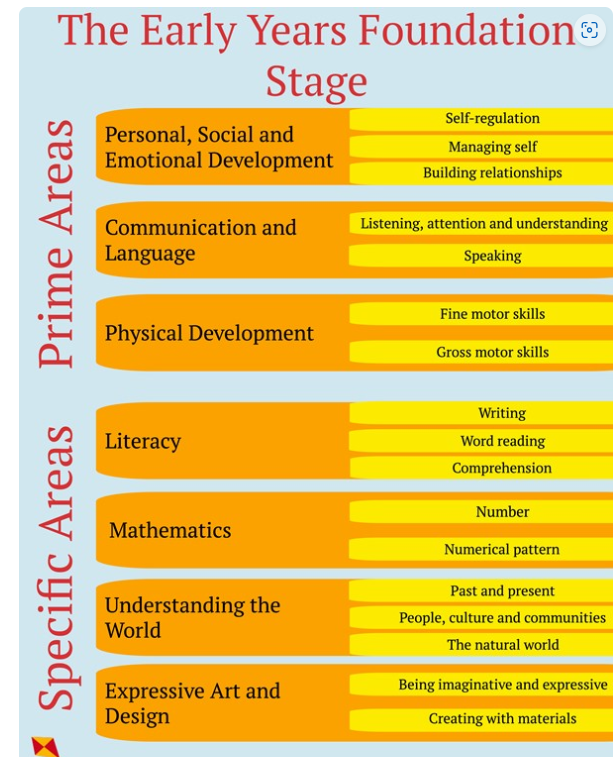 The Early Years Foundation
Stage
Prime Areas
Personal, Social and
Emotional Development
Self-regulation
Managing self
Building relationships
Communication and
Language
Listening, attention and understanding
Speaking
Physical Development
Fine motor skills
Gross motor skills
Specific Areas
Literacy
Writing
Word reading
Comprehension
Mathematics
Number
Numerical pattern
Understanding the
World
Past and present
People, culture and communities
The natural world
Expressive Art and
Design
Being imaginative and expressive
Creating with materials